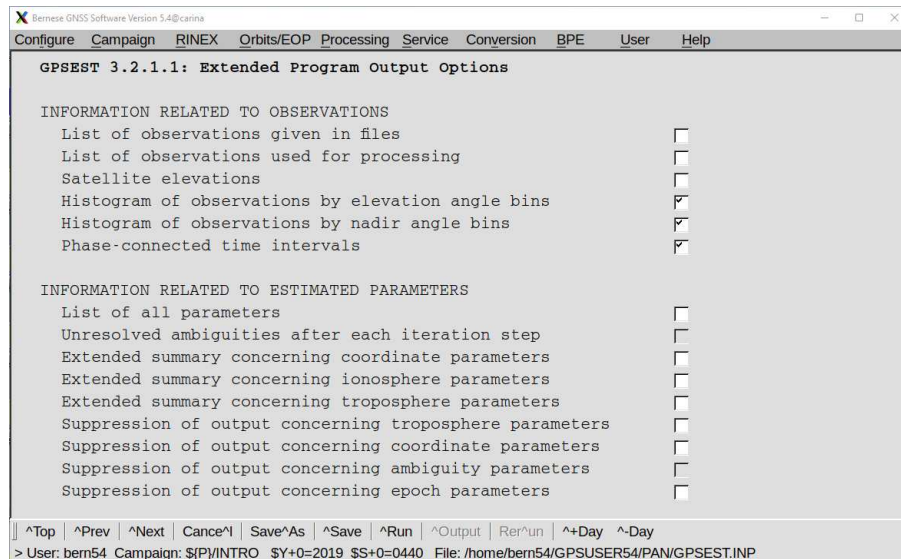 Bernese GNSS Software Version 5.4@carina
Configure Campaign RINEX Orbits/EOP Processing Service Conversion BPE User Help
GPSEST 3.2.1.1: Extended Program Output Options
INFORMATION RELATED TO OBSERVATIONS
List of observations given in files
List of observations used for processing
Satellite elevations
Histogram of observations by elevation angle bins
Histogram of observations by nadir angle bins
Phase-connected time intervals
INFORMATION RELATED TO ESTIMATED PARAMETERS
List of all parameters
Unresolved ambiguities after each iteration step
Extended summary concerning coordinate parameters
Extended summary concerning ionosphere parameters
Extended summary concerning troposphere parameters
Suppression of output concerning troposphere parameters
Suppression of output concerning coordinate parameters
Suppression of output concerning ambiguity parameters
Suppression of output concerning epoch parameters
^Top | ^Prev | ^Next | Cance^l | Save^As | ^Save | ^Run | ^Output | Rer^un | ^+Day ^-Day
> User: bern54 Campaign: ${P}/INTRO $Y+0=2019 $S+0=0440 File: /home/bern54/GPSUSER54/PAN/GPSEST.INP